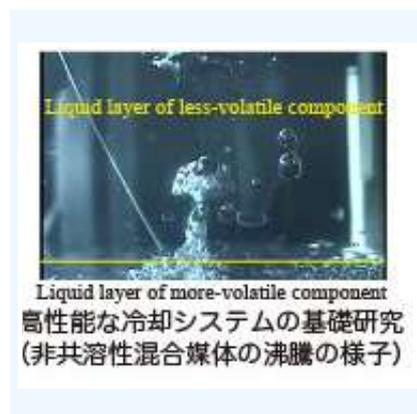 Liquid layer of less-volatile component
Liquid layer of more-volatile component
高性能な冷却システムの基礎研究
(非共溶性混合媒体の沸騰の様子)